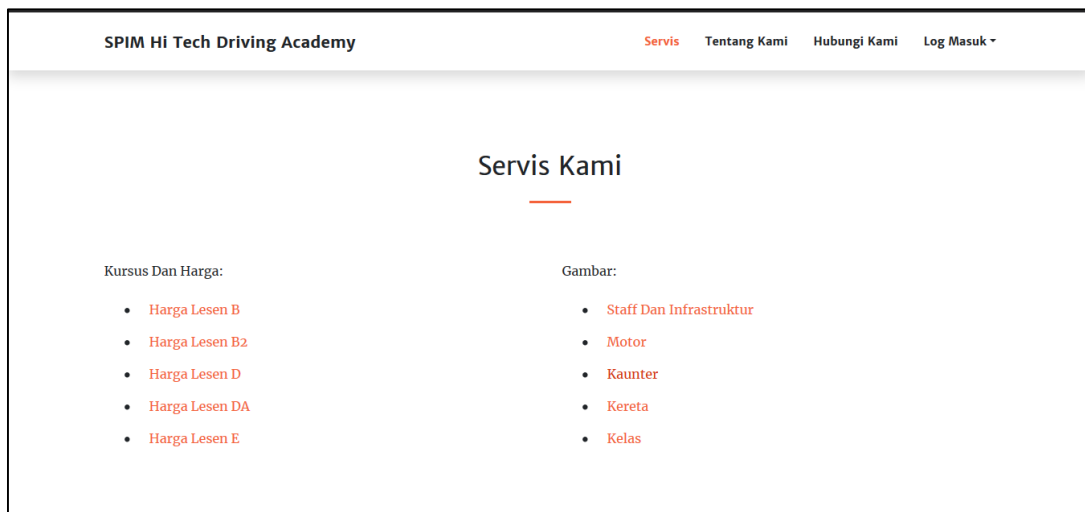 SPIM Hi Tech Driving Academy
Servis Tentang Kami Hubungi Kami Log Masuk
Servis Kami
Kursus Dan Harga:
Harga Lesen B
Harga Lesen B2
Harga Lesen D
Harga Lesen DA
Harga Lesen E
Gambar:
Staff Dan Infrastruktur
Motor
Kaunter
Kereta
Kelas